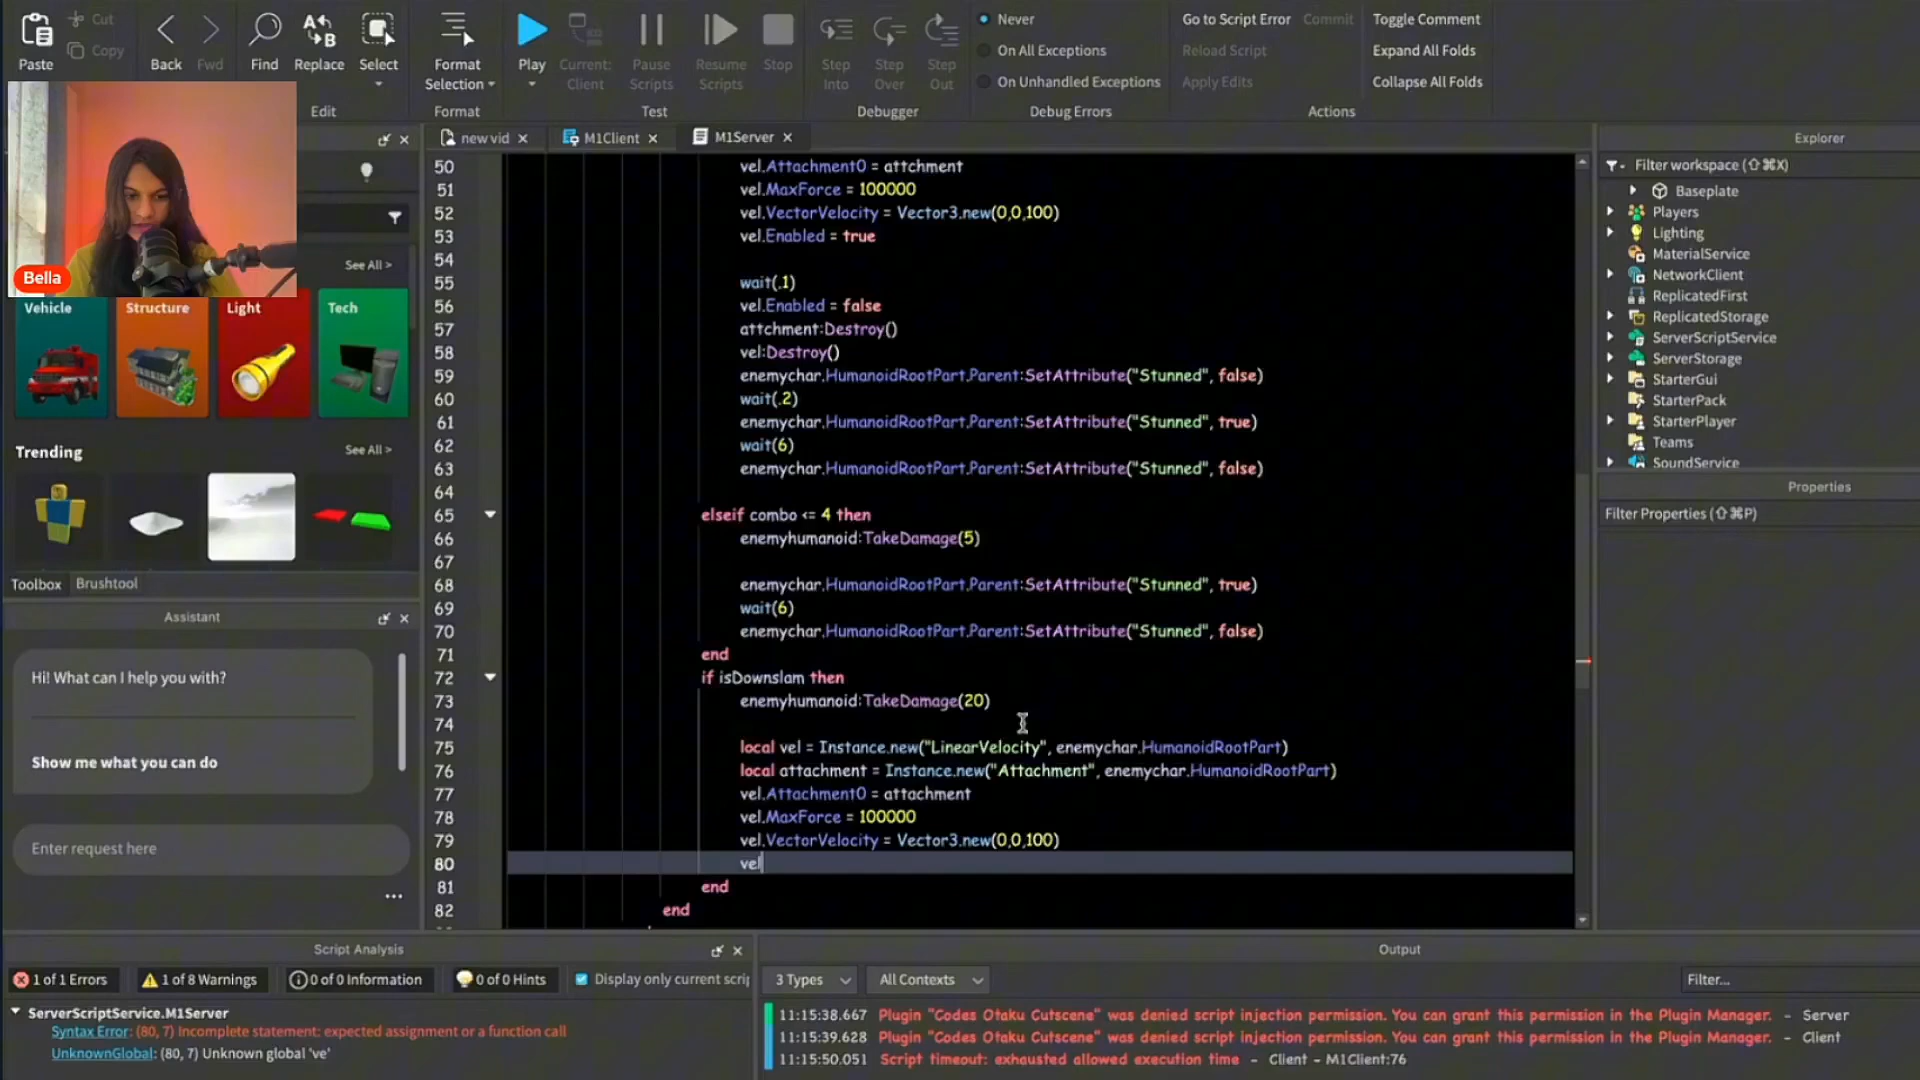 Paste
Cut
Copy
Back
Fwd
Find
Replace
Select
Edit
Format
Selection
Format
Play
Current:
Client
Pause
Scripts
Resume
Scripts
Stop
Test
Step
Into
Step
Over
Step
Out
Debugger
Never
On All Exceptions
On Unhandled Exceptions
Debug Errors
Go to Script Error
Commit
Reload Script
Apply Edits
Toggle Comment
Expand All Folds
Collapse All Folds
Actions
Bella
See All >
Vehicle
Structure
Light
Tech
Trending
See All >
Toolbox
Brushtool
Assistant
Hi! What can I help you with?
Show me what you can do
Enter request here
new vid
M1Client
M1Server
50 vel.Attachment0 = attchment
51 vel.MaxForce = 100000
52 vel.VectorVelocity = Vector3.new(0,0,100)
53 vel.Enabled = true
54
55 wait(.1)
56 vel.Enabled = false
57 attchment:Destroy()
58 vel:Destroy()
59 enemychar.HumanoidRootPart.Parent:SetAttribute("Stunned", false)
60 wait(.2)
61 enemychar.HumanoidRootPart.Parent:SetAttribute("Stunned", true)
62 wait(6)
63 enemychar.HumanoidRootPart.Parent:SetAttribute("Stunned", false)
64
65 elseif combo <= 4 then
66 enemyhumanoid:TakeDamage(5)
67
68 enemychar.HumanoidRootPart.Parent:SetAttribute("Stunned", true)
69 wait(6)
70 enemychar.HumanoidRootPart.Parent:SetAttribute("Stunned", false)
71 end
72 if isDownslam then
73 enemyhumanoid:TakeDamage(20)
74
75 local vel = Instance.new("LinearVelocity", enemychar.HumanoidRootPart)
76 local attachment = Instance.new("Attachment", enemychar.HumanoidRootPart)
77 vel.Attachment0 = attachment
78 vel.MaxForce = 100000
79 vel.VectorVelocity = Vector3.new(0,0,100)
80 vel
81 end
82 end
Explorer
Filter workspace (⇧⌘X)
Baseplate
Players
Lighting
MaterialService
NetworkClient
ReplicatedFirst
ReplicatedStorage
ServerScriptService
ServerStorage
StarterGui
StarterPack
StarterPlayer
Teams
SoundService
Properties
Filter Properties (⇧⌘P)
Script Analysis
1 of 1 Errors
1 of 8 Warnings
0 of 0 Information
0 of 0 Hints
Display only current scrip
ServerScriptService.M1Server
Syntax Error: (80, 7) Incomplete statement: expected assignment or a function call
UnknownGlobal: (80, 7) Unknown global 've'
Output
3 Types
All Contexts
Filter...
11:15:38.667 Plugin "Codes Otaku Cutscene" was denied script injection permission. You can grant this permission in the Plugin Manager. - Server
11:15:39.628 Plugin "Codes Otaku Cutscene" was denied script injection permission. You can grant this permission in the Plugin Manager. - Client
11:15:50.051 Script timeout: exhausted allowed execution time - Client - M1Client:76